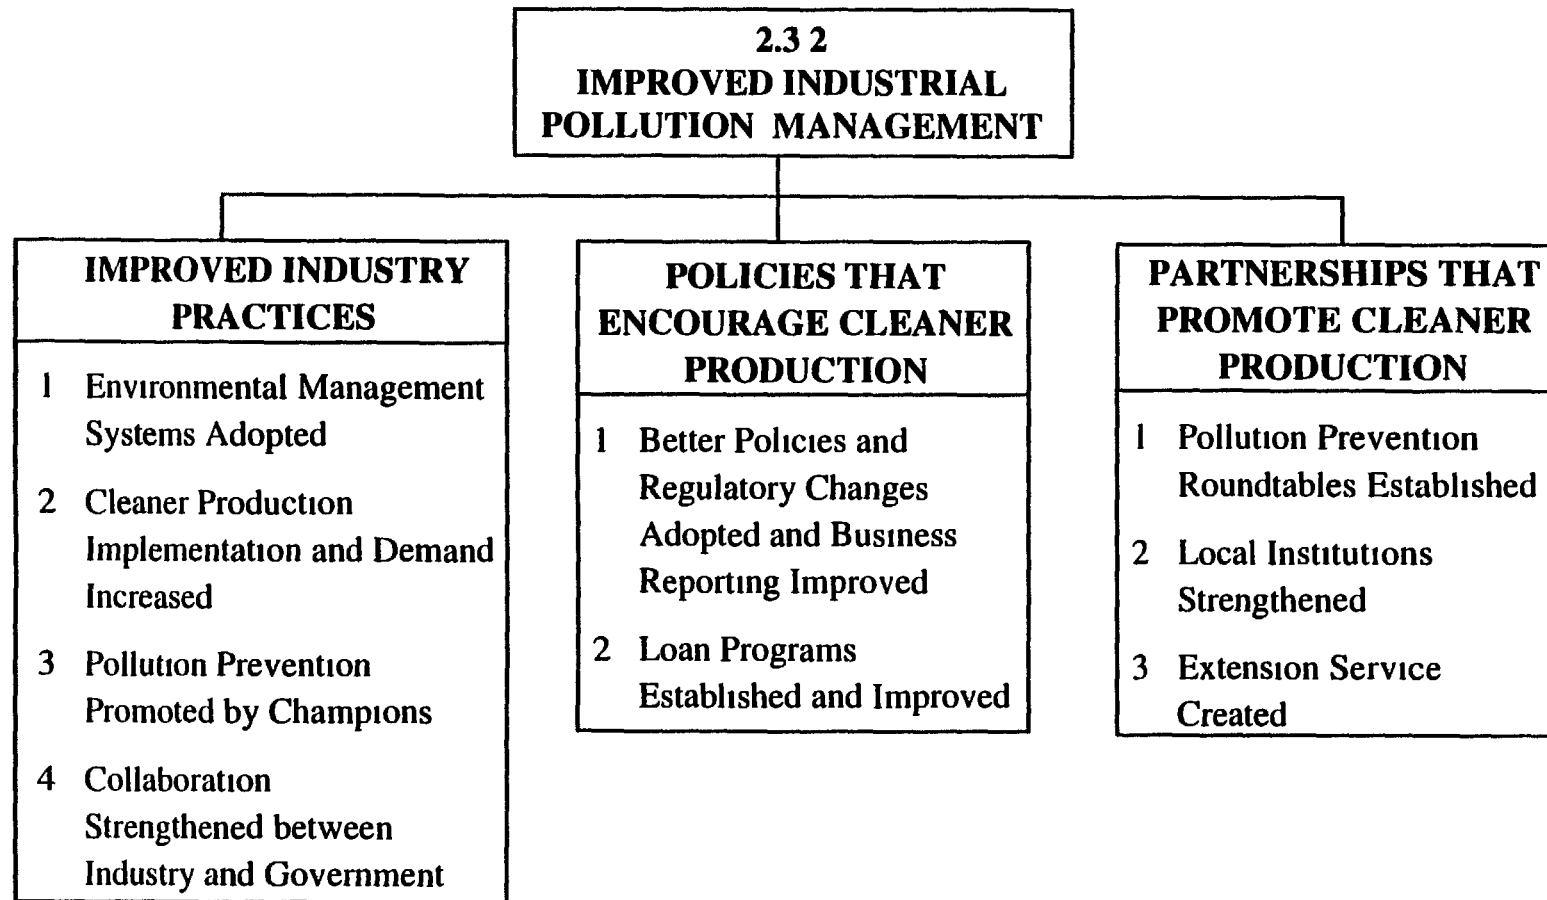 2.3 2
IMPROVED INDUSTRIAL
POLLUTION MANAGEMENT
IMPROVED INDUSTRY
PRACTICES
1 Environmental Management
Systems Adopted
2 Cleaner Production
Implementation and Demand
Increased
3 Pollution Prevention
Promoted by Champions
4 Collaboration
Strengthened between
Industry and Government
POLICIES THAT
ENCOURAGE CLEANER
PRODUCTION
1 Better Policies and
Regulatory Changes
Adopted and Business
Reporting Improved
2 Loan Programs
Established and Improved
PARTNERSHIPS THAT
PROMOTE CLEANER
PRODUCTION
1 Pollution Prevention
Roundtables Established
2 Local Institutions
Strengthened
3 Extension Service
Created